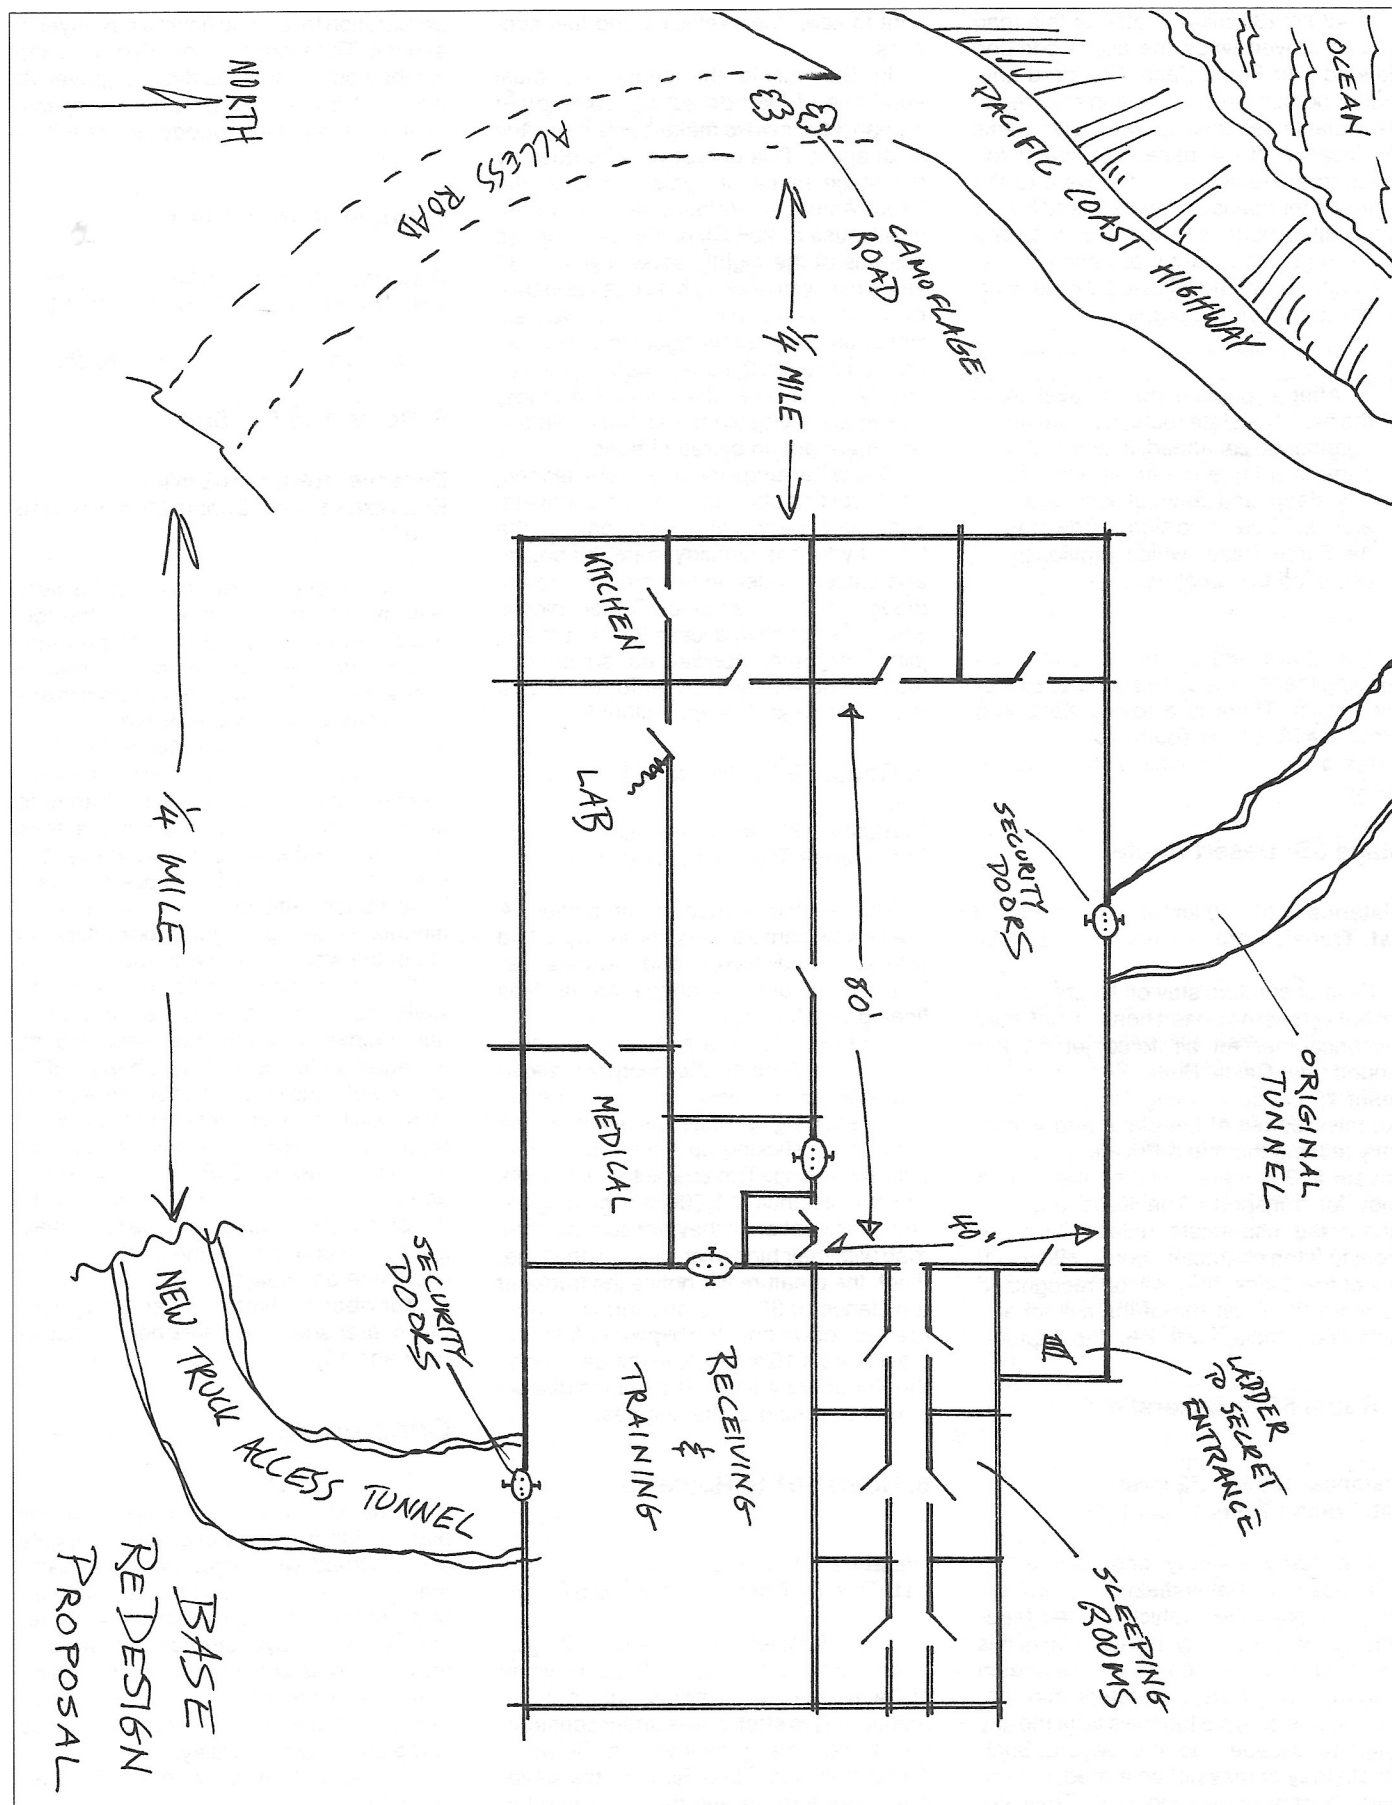 OCEAN
PACIFIC COAST HIGHWAY
NORTH
ACCESS ROAD
CAMOFLAGE
ROAD
1/4 MILE
KITCHEN
LAB
SECURITY
DOORS
80'
ORIGINAL
TUNNEL
1/4 MILE
MEDICAL
40'
SECURITY
DOORS
RECEIVING
&
TRAINING
LADDER
TO SECRET
ENTRANCE
SLEEPING
ROOMS
NEW TRUCK ACCESS TUNNEL
BASE
REDESIGN
PROPOSAL